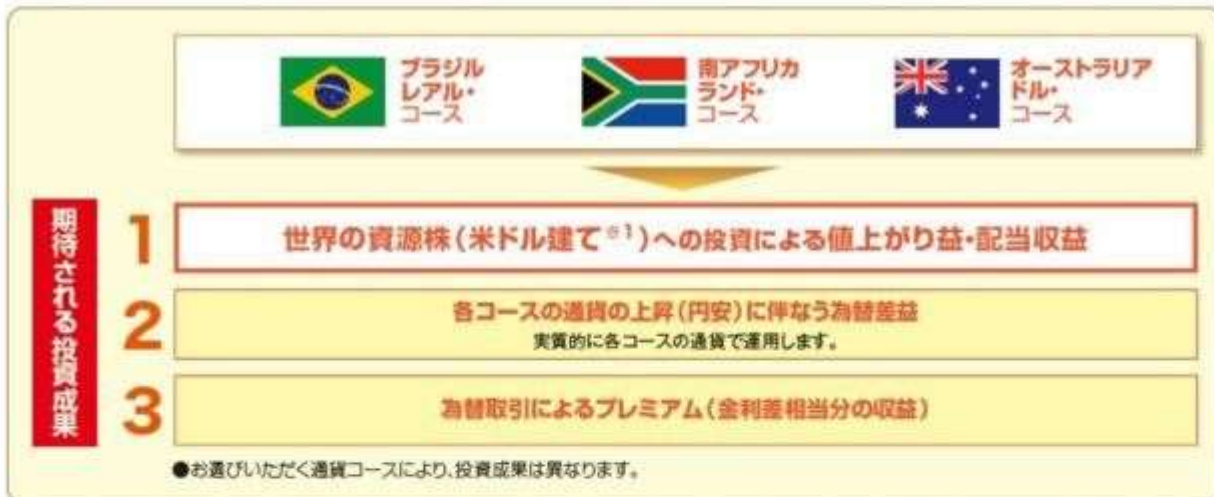 ブラジル
レアル・
コース
南アフリカ
ランド・
コース
オーストラリア
ドル・
コース
期待される投資成果
1
世界の資源株(米ドル建て※1)への投資による値上がり益・配当収益
2
各コースの通貨の上昇(円安)に伴なう為替差益
実質的に各コースの通貨で運用します。
3
為替取引によるプレミアム(金利差相当分の収益)
●お選びいただく通貨コースにより、投資成果は異なります。